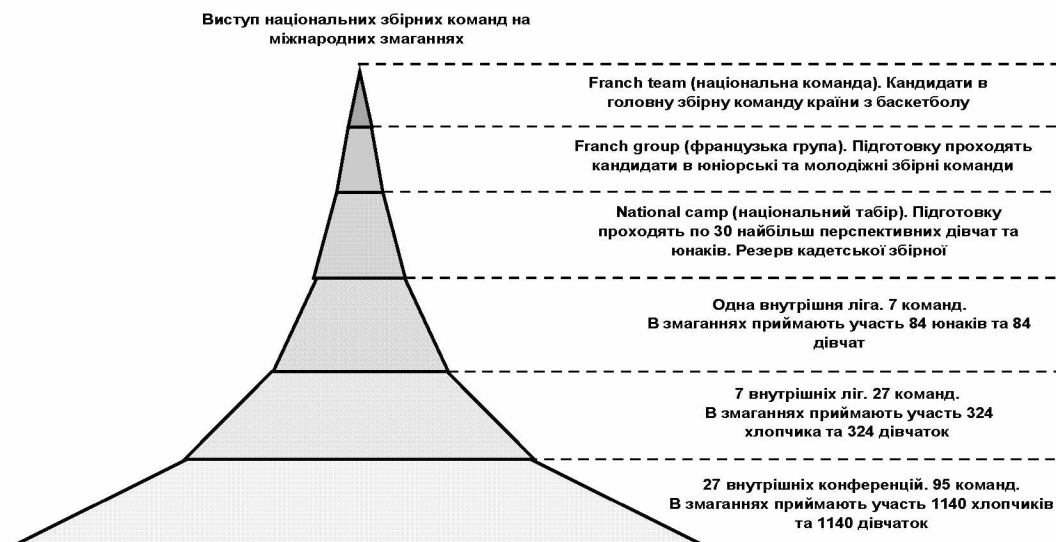 Виступ національних збірних команд на
міжнародних змаганнях
Franch team (національна команда). Кандидати в
головну збірну команду країни з баскетболу
Franch group (французька група). Підготовку проходять
кандидати в юніорські та молодіжні збірні команди
National camp (національний табір). Підготовку
проходять по 30 найбільш перспективних дівчат та
юнаків. Резерв кадетської збірної
Одна внутрішня ліга. 7 команд.
В змаганнях приймають участь 84 юнаків та 84
дівчат
7 внутрішніх ліг. 27 команд.
В змаганнях приймають участь 324
хлопчика та 324 дівчаток
27 внутрішніх конференцій. 95 команд.
В змаганнях приймають участь 1140 хлопчиків
та 1140 дівчаток